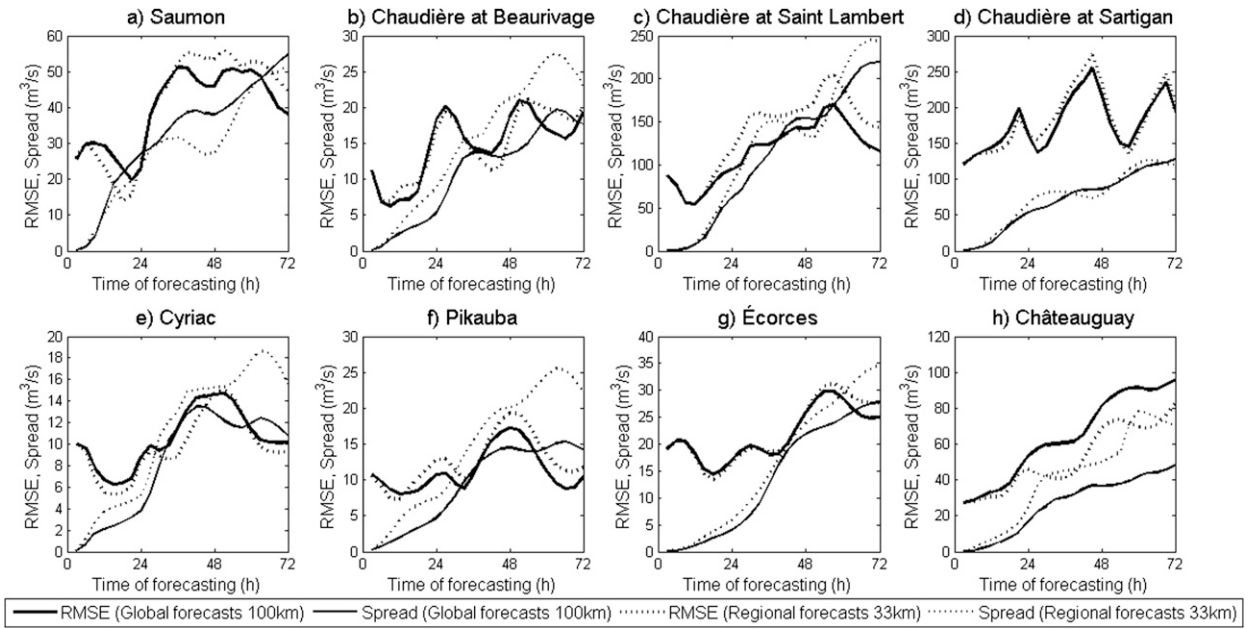 a) Saumon
b) Chaudière at Beaurivage
c) Chaudière at Saint Lambert
d) Chaudière at Sartigan
RMSE, Spread (m³/s)
60
50
40
30
20
10
0
0 24 48 72
Time of forecasting (h)
RMSE, Spread (m³/s)
30
25
20
15
10
5
0
0 24 48 72
Time of forecasting (h)
RMSE, Spread (m³/s)
250
200
150
100
50
0
0 24 48 72
Time of forecasting (h)
RMSE, Spread (m³/s)
300
250
200
150
100
50
0
0 24 48 72
Time of forecasting (h)
e) Cyriac
f) Pikauba
g) Écorces
h) Châteauguay
RMSE, Spread (m³/s)
20
18
16
14
12
10
8
6
4
2
0
0 24 48 72
Time of forecasting (h)
RMSE, Spread (m³/s)
30
25
20
15
10
5
0
0 24 48 72
Time of forecasting (h)
RMSE, Spread (m³/s)
40
35
30
25
20
15
10
5
0
0 24 48 72
Time of forecasting (h)
RMSE, Spread (m³/s)
120
100
80
60
40
20
0
0 24 48 72
Time of forecasting (h)
RMSE (Global forecasts 100km) Spread (Global forecasts 100km) RMSE (Regional forecasts 33km) Spread (Regional forecasts 33km)